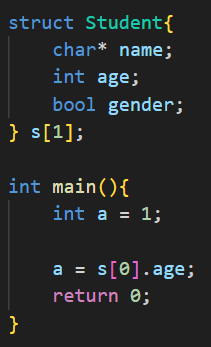 struct Student{
    char* name;
    int age;
    bool gender;
} s[1];

int main(){
    int a = 1;

    a = s[0].age;
    return 0;
}